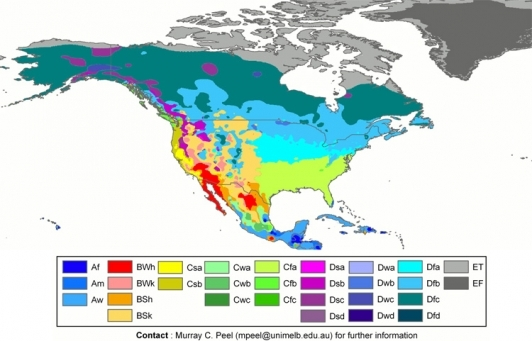 Af BWh Csa Cwa Cfa Dsa Dwa Dfa ET
Am BWk Csb Cwb Cfb Dsb Dwb Dfb EF
Aw BSh Cwc Cfc Dsc Dwc Dfc
BSk Dsd Dwd Dfd
Contact : Murray C. Peel (mpeel@unimelb.edu.au) for further information